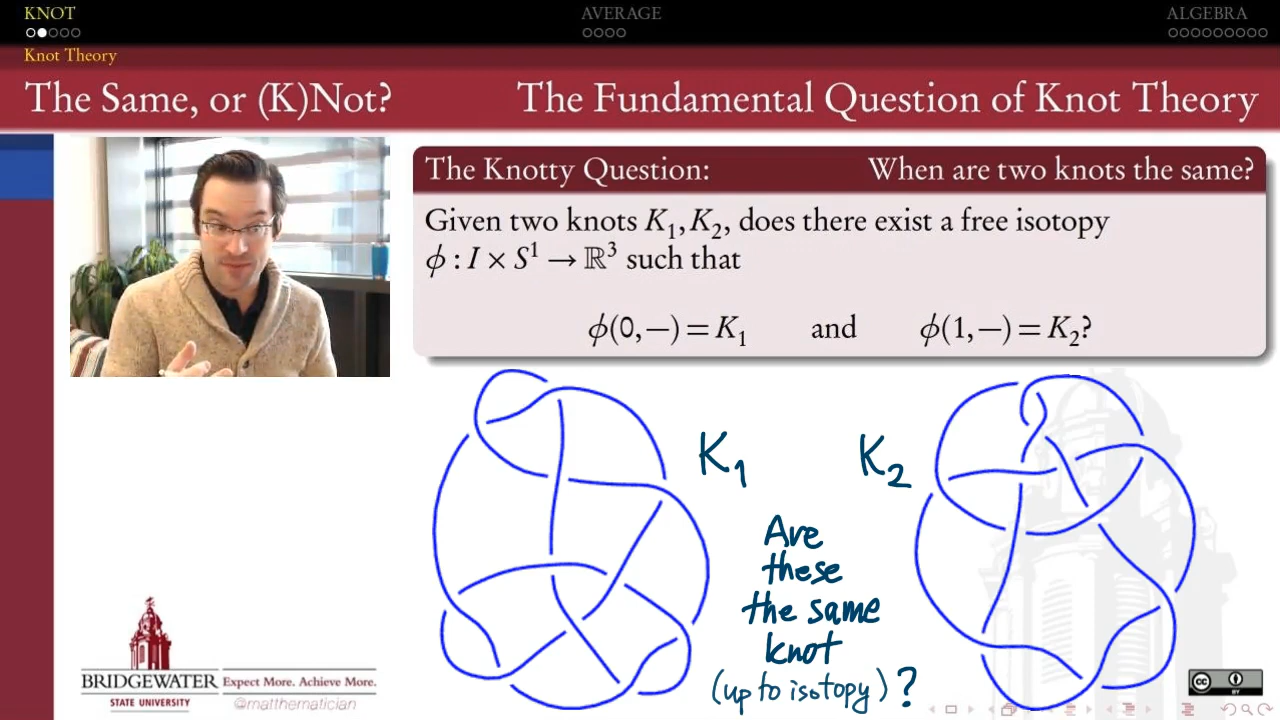 KNOT
AVERAGE
ALGEBRA
Knot Theory
The Same, or (K)Not?
The Fundamental Question of Knot Theory
The Knotty Question:
When are two knots the same?
Given two knots K₁, K₂, does there exist a free isotopy
ϕ : I × S¹ → ℝ³ such that
ϕ(0,−) = K₁ and ϕ(1,−) = K₂?
K₁
K₂
Are
these
the same
knot
(up to isotopy)?
BRIDGEWATER
STATE UNIVERSITY
Expect More. Achieve More.
@matthematician
CC
BY